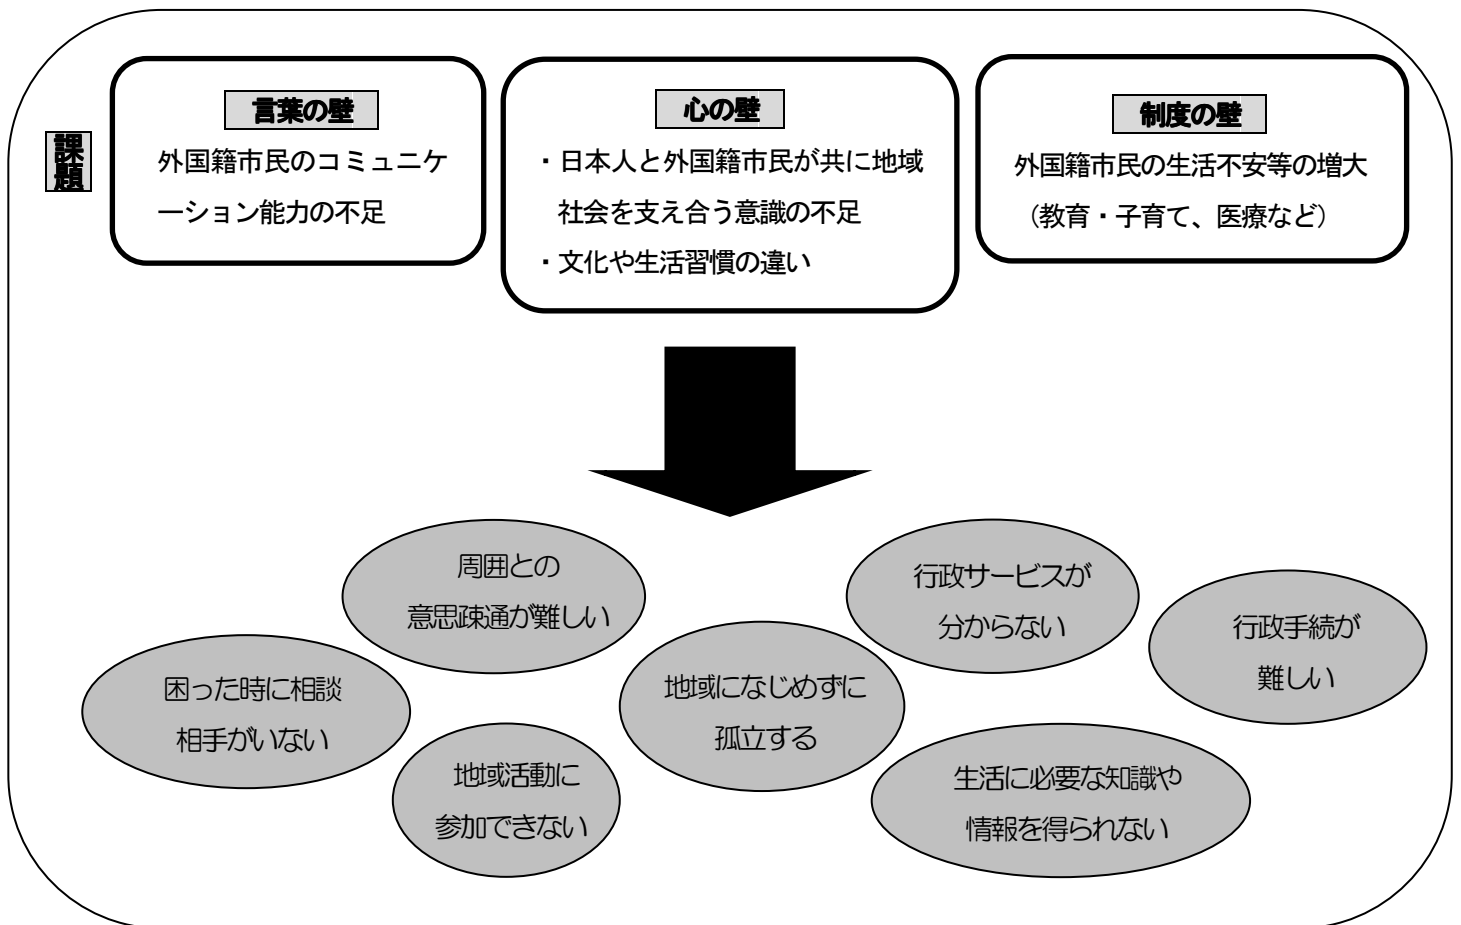 課題
言葉の壁
外国籍市民のコミュニケ
ーション能力の不足
心の壁
・日本人と外国籍市民が共に地域
社会を支え合う意識の不足
・文化や生活習慣の違い
制度の壁
外国籍市民の生活不安等の増大
（教育・子育て、医療など）
周囲との
意思疎通が難しい
行政サービスが
分からない
行政手続が
難しい
困った時に相談
相手がいない
地域になじめずに
孤立する
地域活動に
参加できない
生活に必要な知識や
情報を得られない